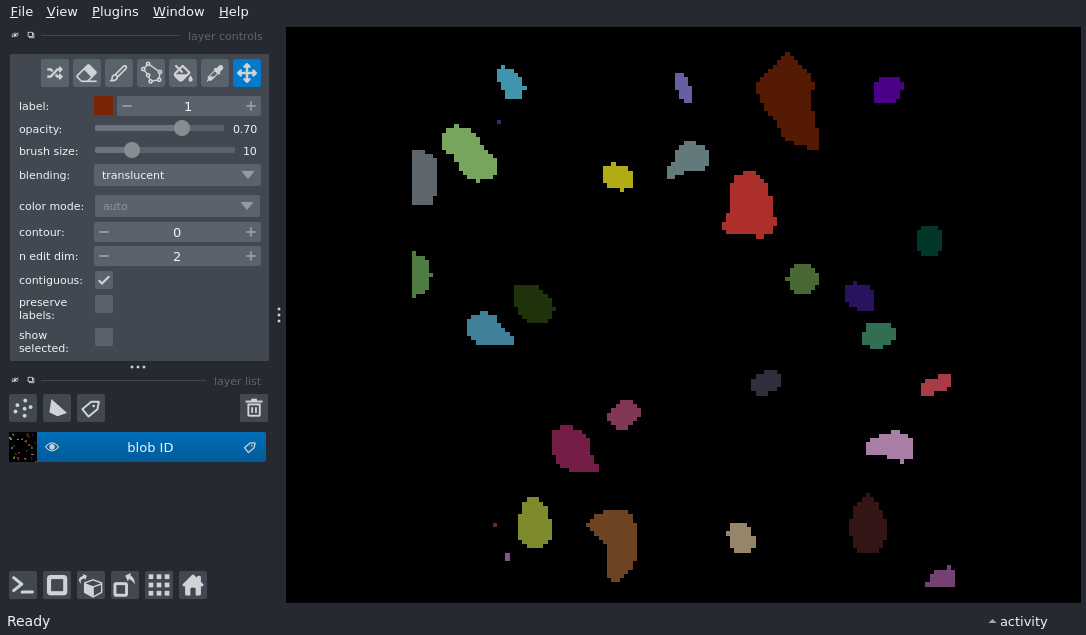 File View Plugins Window Help
layer controls
label: 1
opacity: 0.70
brush size: 10
blending: translucent
color mode: auto
contour: 0
n edit dim: 2
contiguous:
preserve
labels:
show
selected:
layer list
blob ID
Ready
activity